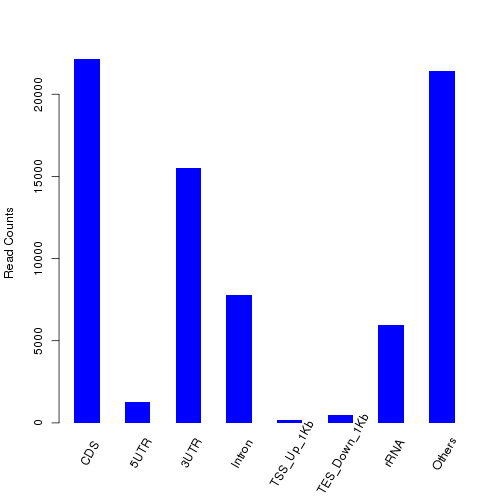 Read Counts
20000
15000
10000
5000
0
CDS
5UTR
3UTR
Intron
TSS_Up_1Kb
TES_Down_1Kb
rRNA
Others